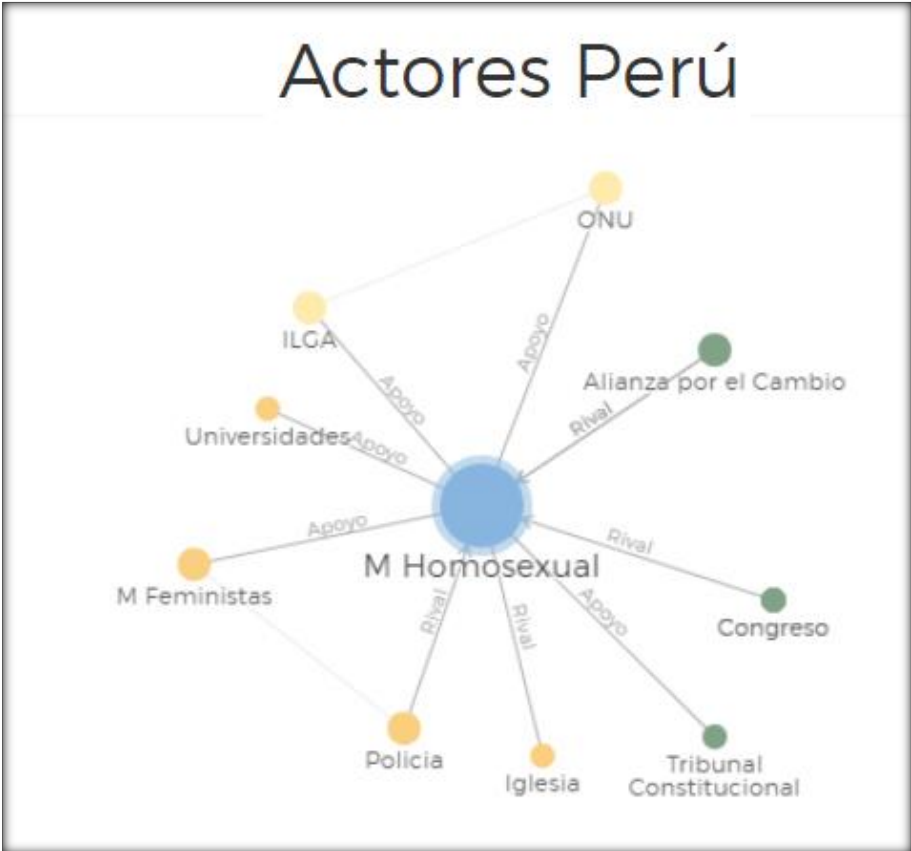 Actores Perú
ONU
ILGA
Apoyo
Apoyo
Alianza por el Cambio
Rival
Universidades
Apoyo
Apoyo
Rival
M Homosexual
M Feministas
Rival
Rival
Apoyo
Congreso
Policia
Iglesia
Tribunal
Constitucional